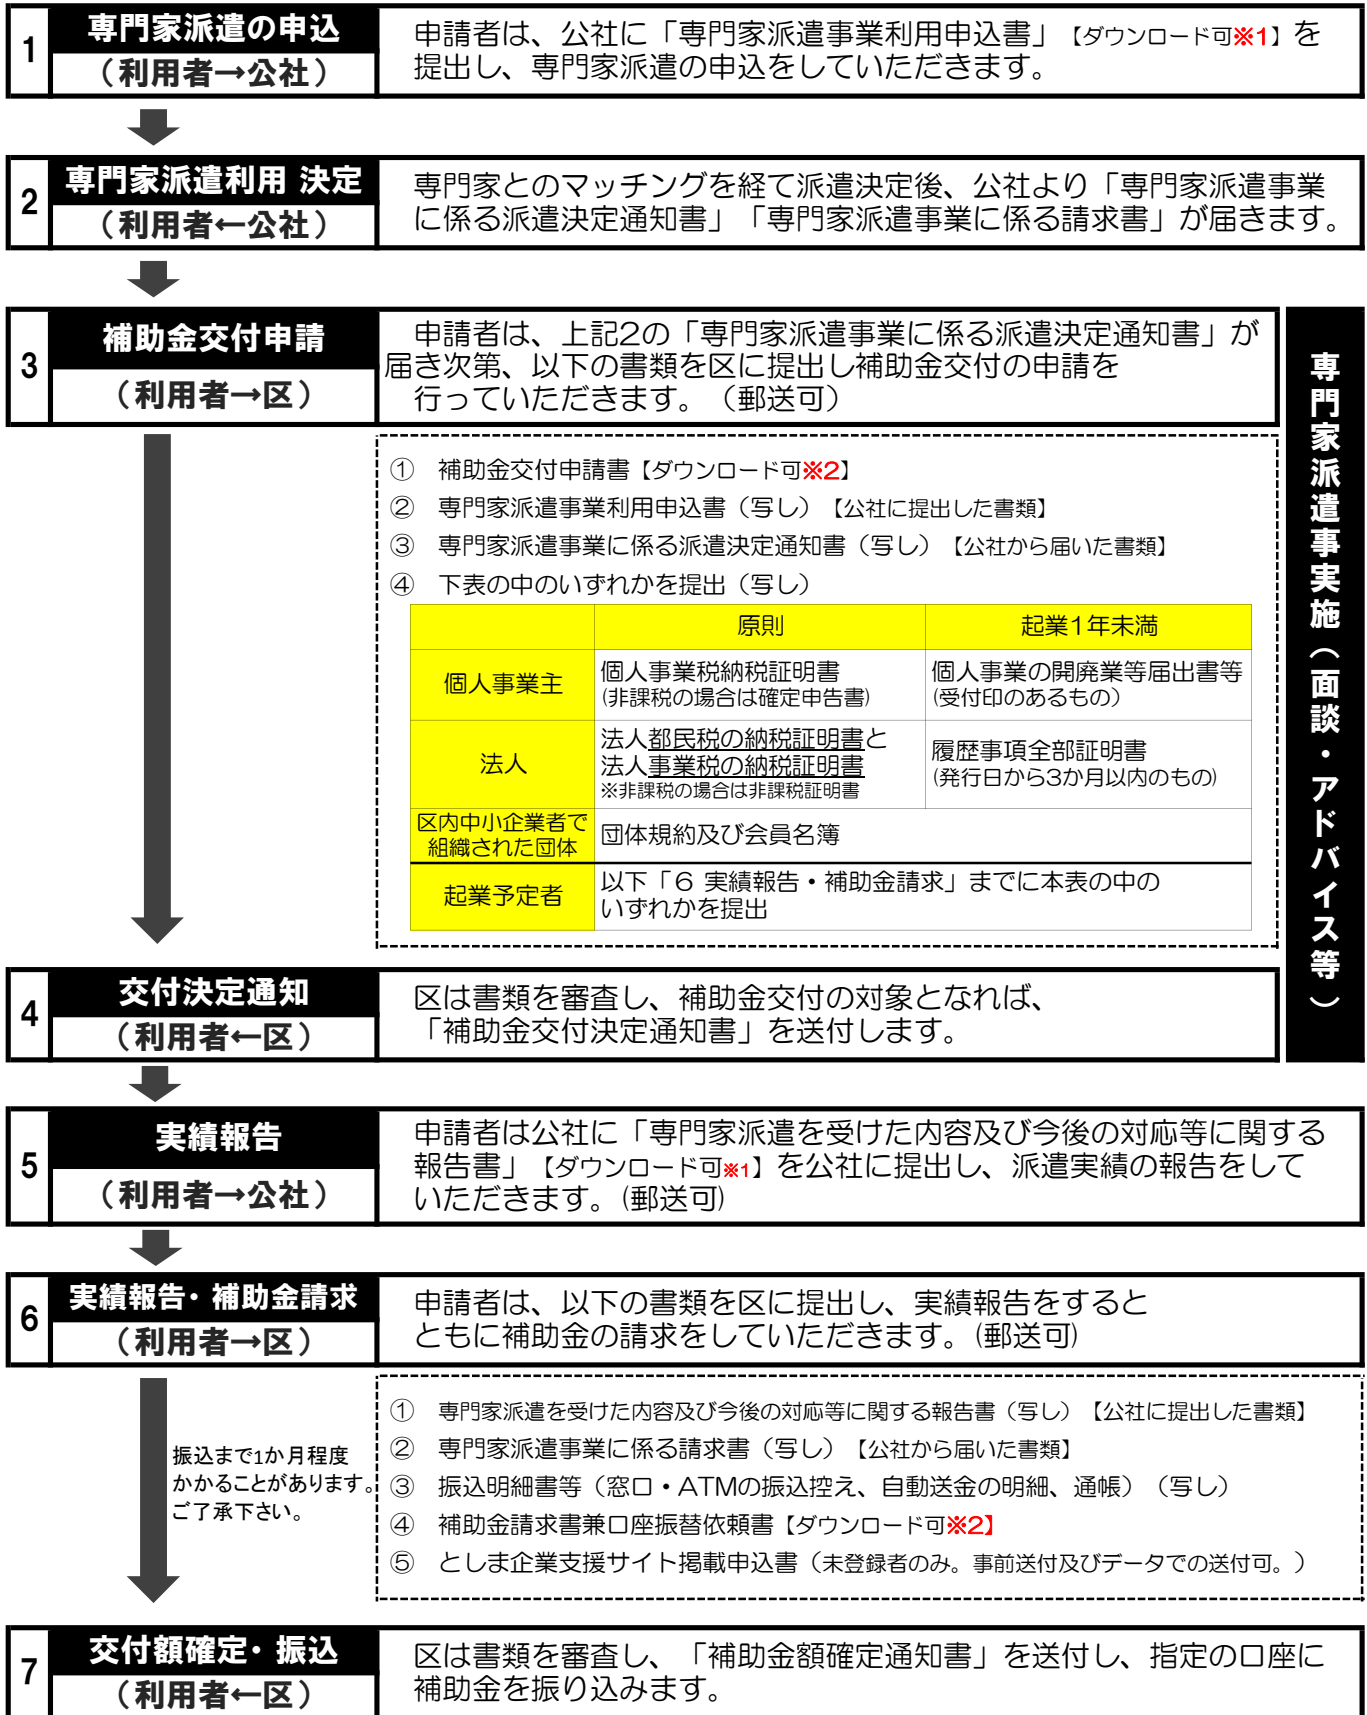 1
専門家派遣の申込
（利用者→公社）
申請者は、公社に「専門家派遣事業利用申込書」【ダウンロード可※1】を
提出し、専門家派遣の申込をしていただきます。
2
専門家派遣利用 決定
（利用者←公社）
専門家とのマッチングを経て派遣決定後、公社より「専門家派遣事業
に係る派遣決定通知書」「専門家派遣事業に係る請求書」が届きます。
3
補助金交付申請
（利用者→区）
申請者は、上記2の「専門家派遣事業に係る派遣決定通知書」が
届き次第、以下の書類を区に提出し補助金交付の申請を
行っていただきます。（郵送可）
専門家派遣事実施（面談・アドバイス等）
① 補助金交付申請書【ダウンロード可※2】
② 専門家派遣事業利用申込書（写し）【公社に提出した書類】
③ 専門家派遣事業に係る派遣決定通知書（写し）【公社から届いた書類】
④ 下表の中のいずれかを提出（写し）
原則
起業1年未満
個人事業主
個人事業税納税証明書
(非課税の場合は確定申告書)
個人事業の開廃業等届出書等
(受付印のあるもの）
法人
法人都民税の納税証明書と
法人事業税の納税証明書
※非課税の場合は非課税証明書
履歴事項全部証明書
(発行日から3か月以内のもの)
区内中小企業者で
組織された団体
団体規約及び会員名簿
起業予定者
以下「６ 実績報告・補助金請求」までに本表の中の
いずれかを提出
4
交付決定通知
（利用者←区）
区は書類を審査し、補助金交付の対象となれば、
「補助金交付決定通知書」を送付します。
5
実績報告
（利用者→公社）
申請者は公社に「専門家派遣を受けた内容及び今後の対応等に関する
報告書」【ダウンロード可※1】を公社に提出し、派遣実績の報告をして
いただきます。(郵送可)
6
実績報告・補助金請求
（利用者→区）
申請者は、以下の書類を区に提出し、実績報告をすると
ともに補助金の請求をしていただきます。(郵送可)
振込まで1か月程度
かかることがあります。
ご了承下さい。
① 専門家派遣を受けた内容及び今後の対応等に関する報告書（写し）【公社に提出した書類】
② 専門家派遣事業に係る請求書（写し）【公社から届いた書類】
③ 振込明細書等（窓口・ATMの振込控え、自動送金の明細、通帳）（写し）
④ 補助金請求書兼口座振替依頼書【ダウンロード可※2】
⑤ としま企業支援サイト掲載申込書（未登録者のみ。事前送付及びデータでの送付可。）
7
交付額確定・振込
（利用者←区）
区は書類を審査し、「補助金額確定通知書」を送付し、指定の口座に
補助金を振り込みます。